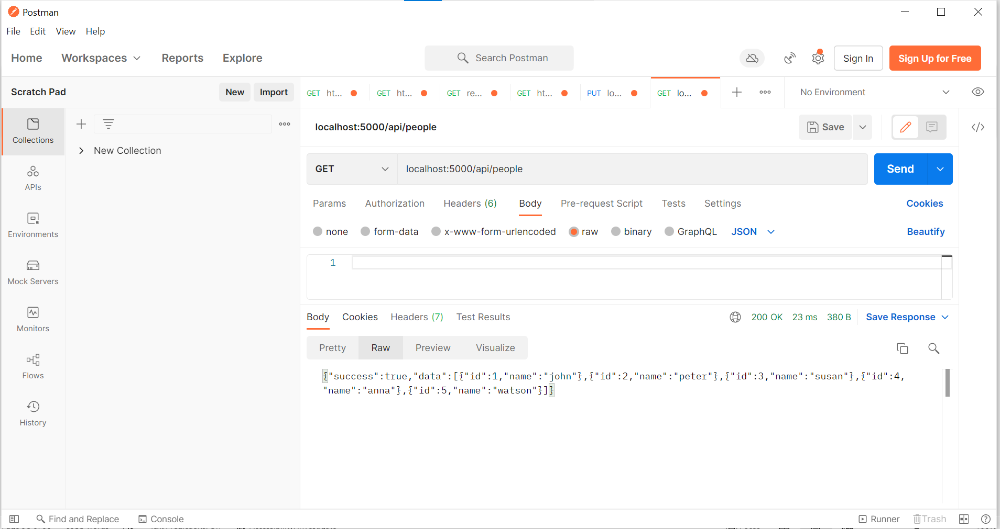 Postman
File Edit View Help
Home Workspaces Reports Explore Search Postman Sign In Sign Up for Free
Scratch Pad New Import GET ht... GET ht... GET re... GET ht... PUT lo... GET lo... No Environment
Collections
New Collection
APIs
Environments
Mock Servers
Monitors
Flows
History
localhost:5000/api/people Save
GET localhost:5000/api/people Send
Params Authorization Headers (6) Body Pre-request Script Tests Settings Cookies
none form-data x-www-form-urlencoded raw binary GraphQL JSON Beautify
1
Body Cookies Headers (7) Test Results 200 OK 23 ms 380 B Save Response
Pretty Raw Preview Visualize
{"success":true,"data":[{"id":1,"name":"john"},{"id":2,"name":"peter"},{"id":3,"name":"susan"},{"id":4,
"name":"anna"},{"id":5,"name":"watson"}]}
Find and Replace Console Runner Trash